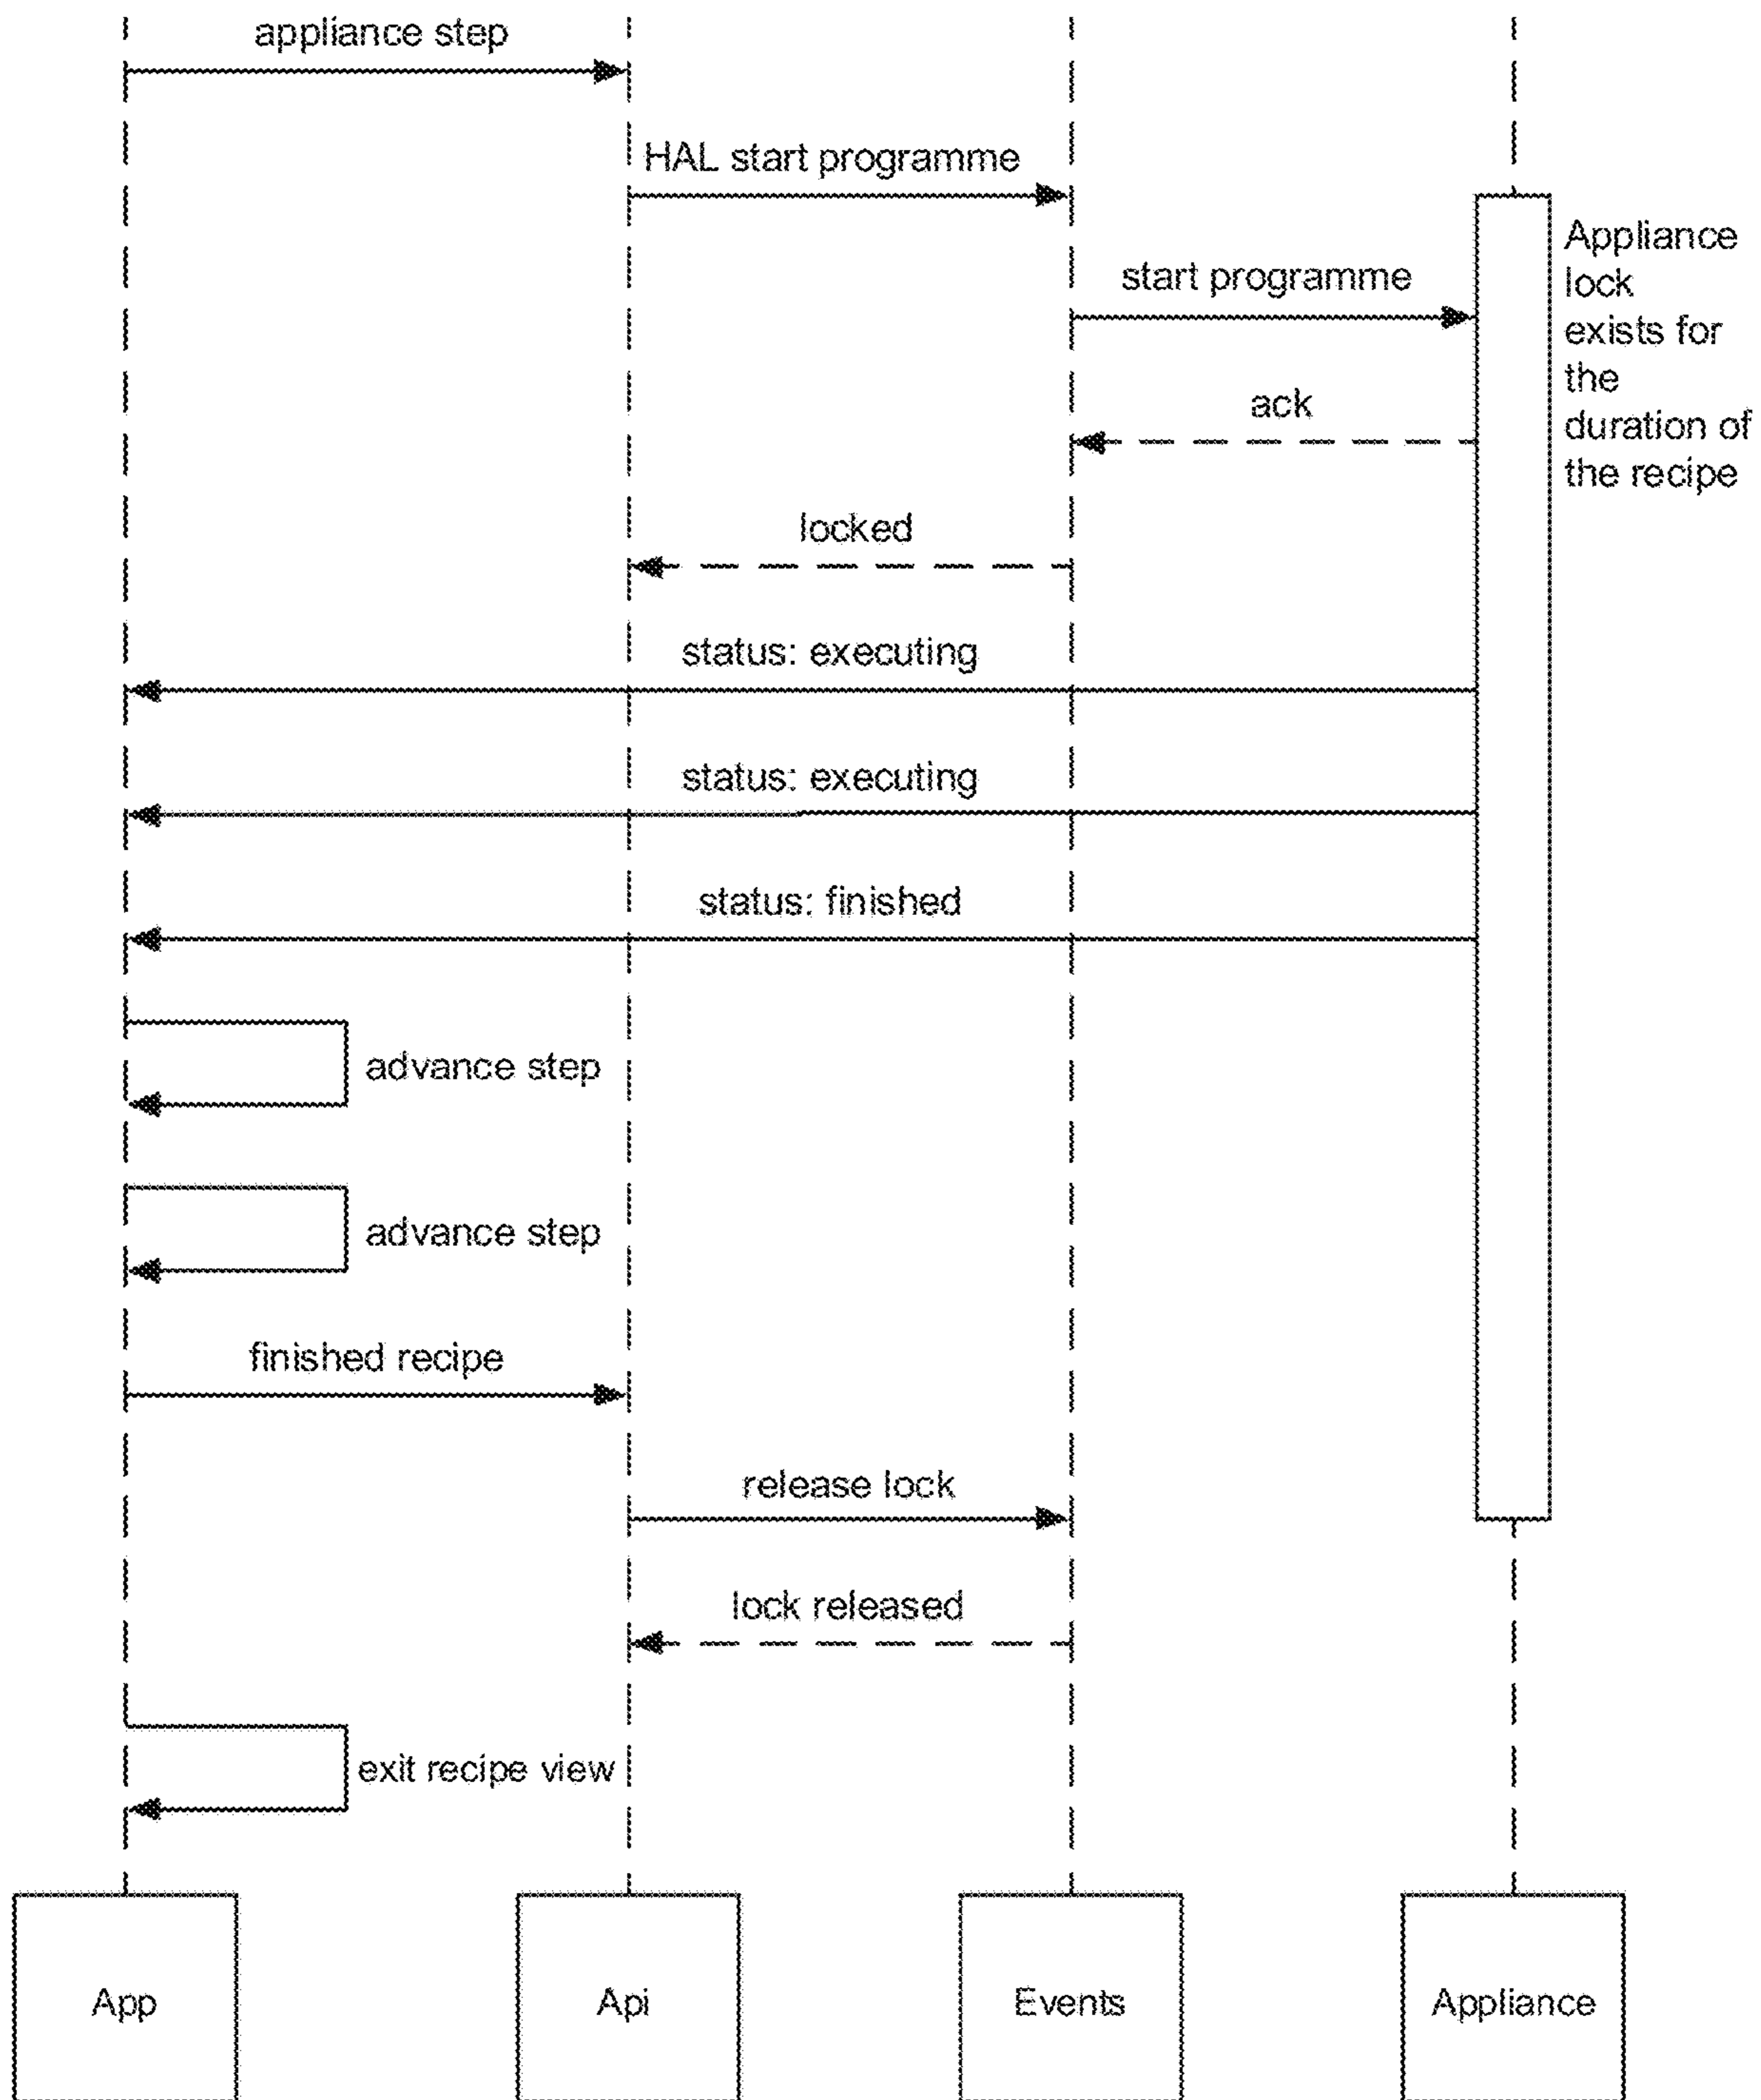 appliance step
HAL start programme
Appliance
lock
exists for
the
duration of
the recipe
start programme
ack
locked
status: executing
status: executing
status: finished
advance step
advance step
finished recipe
release lock
lock released
exit recipe view
App
Api
Events
Appliance